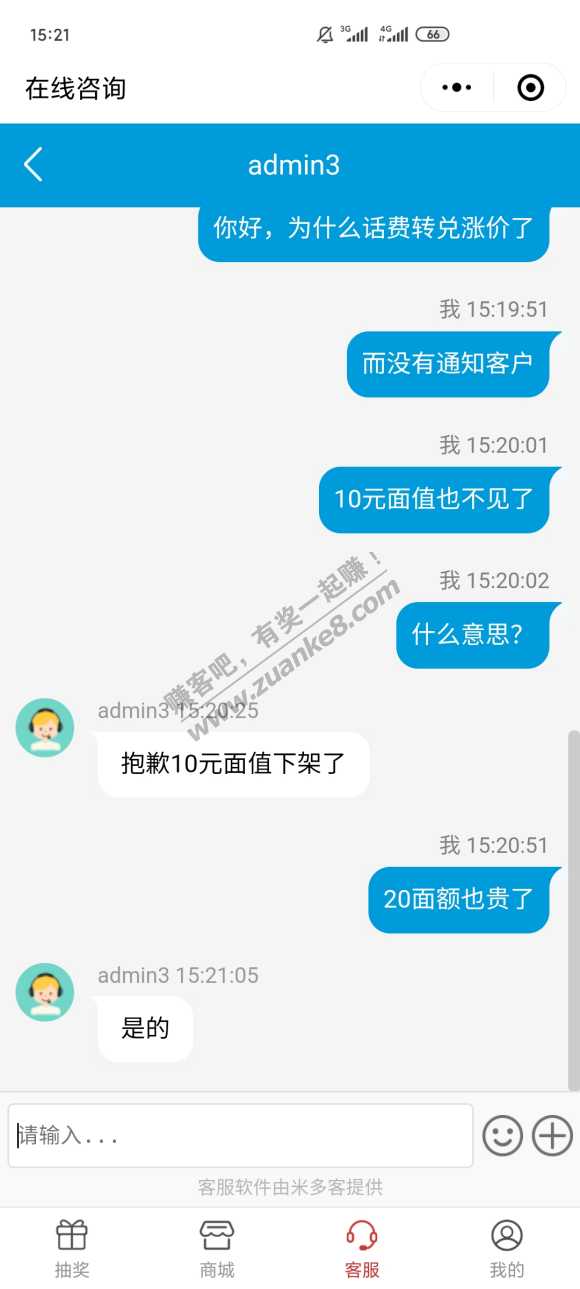 15:21
3G
4G
66
在线咨询
admin3
你好，为什么话费转兑涨价了
我 15:19:51
而没有通知客户
我 15:20:01
10元面值也不见了
我 15:20:02
什么意思？
赚客吧，有奖一起赚！
www.zuanke8.com
admin3 15:20:25
抱歉10元面值下架了
我 15:20:51
20面额也贵了
admin3 15:21:05
是的
请输入...
客服软件由米多客提供
抽奖
商城
客服
我的